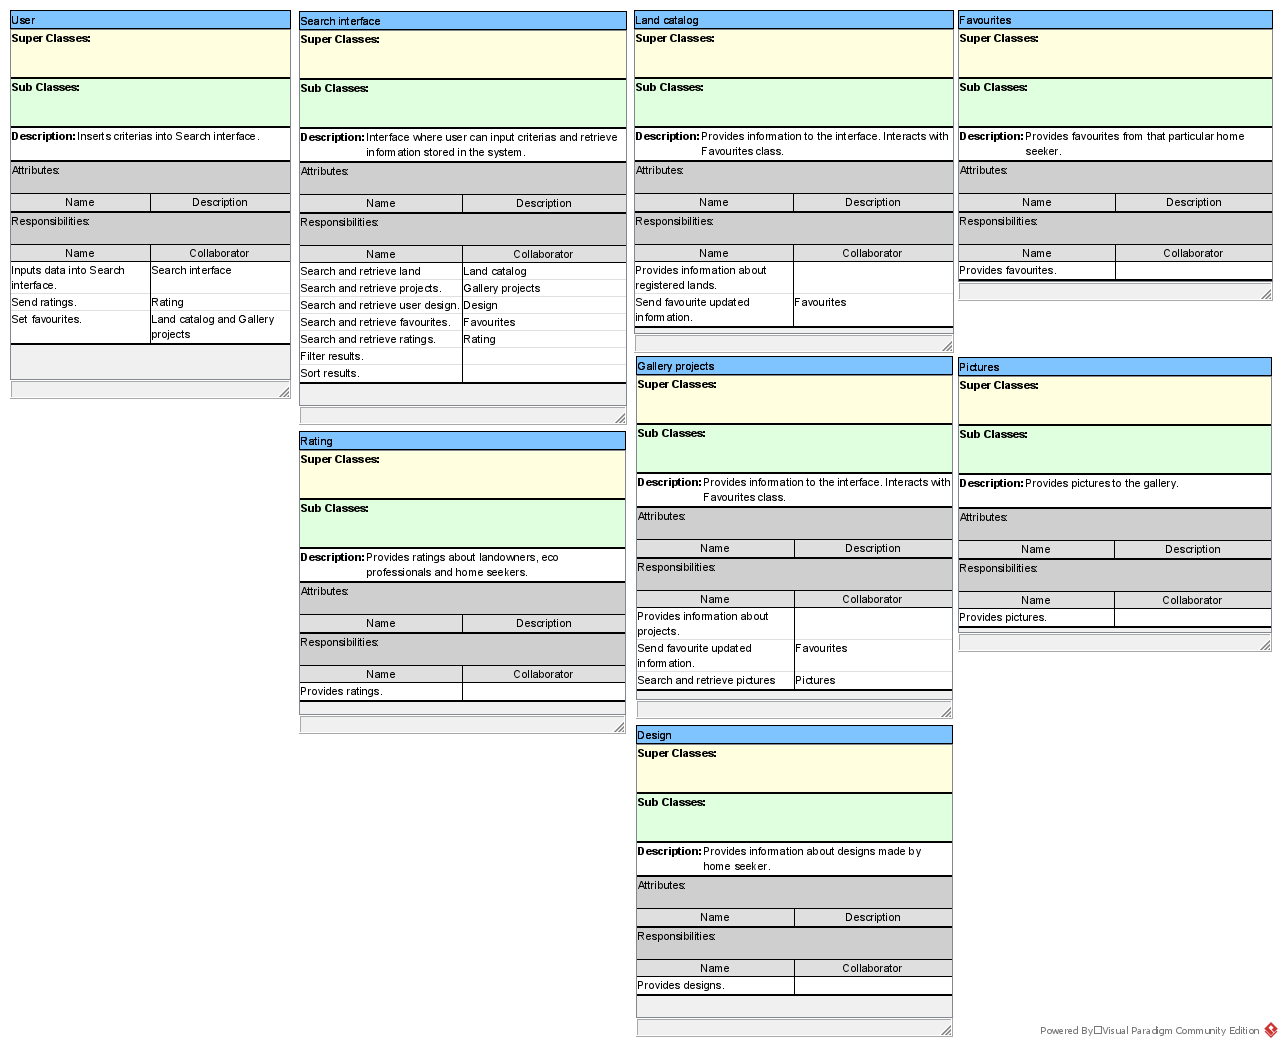 User
Super Classes:
Sub Classes:
Description: Inserts criterias into Search interface.
Attributes:
Name Description
Responsibilities:
Name Collaborator
Inputs data into Search Search interface
interface.
Send ratings. Rating
Set favourites. Land catalog and Gallery
projects
Search interface
Super Classes:
Sub Classes:
Description: Interface where user can input criterias and retrieve
information stored in the system.
Attributes:
Name Description
Responsibilities:
Name Collaborator
Search and retrieve land Land catalog
Search and retrieve projects. Gallery projects
Search and retrieve user design. Design
Search and retrieve favourites. Favourites
Search and retrieve ratings. Rating
Filter results.
Sort results.
Rating
Super Classes:
Sub Classes:
Description: Provides ratings about landowners, eco
professionals and home seekers.
Attributes:
Name Description
Responsibilities:
Name Collaborator
Provides ratings.
Land catalog
Super Classes:
Sub Classes:
Description: Provides information to the interface. Interacts with
Favourites class.
Attributes:
Name Description
Responsibilities:
Name Collaborator
Provides information about
registered lands.
Send favourite updated Favourites
information.
Gallery projects
Super Classes:
Sub Classes:
Description: Provides information to the interface. Interacts with
Favourites class.
Attributes:
Name Description
Responsibilities:
Name Collaborator
Provides information about
projects.
Send favourite updated Favourites
information.
Search and retrieve pictures Pictures
Design
Super Classes:
Sub Classes:
Description: Provides information about designs made by
home seeker.
Attributes:
Name Description
Responsibilities:
Name Collaborator
Provides designs.
Favourites
Super Classes:
Sub Classes:
Description: Provides favourites from that particular home
seeker.
Attributes:
Name Description
Responsibilities:
Name Collaborator
Provides favourites.
Pictures
Super Classes:
Sub Classes:
Description: Provides pictures to the gallery.
Attributes:
Name Description
Responsibilities:
Name Collaborator
Provides pictures.
Powered By□Visual Paradigm Community Edition